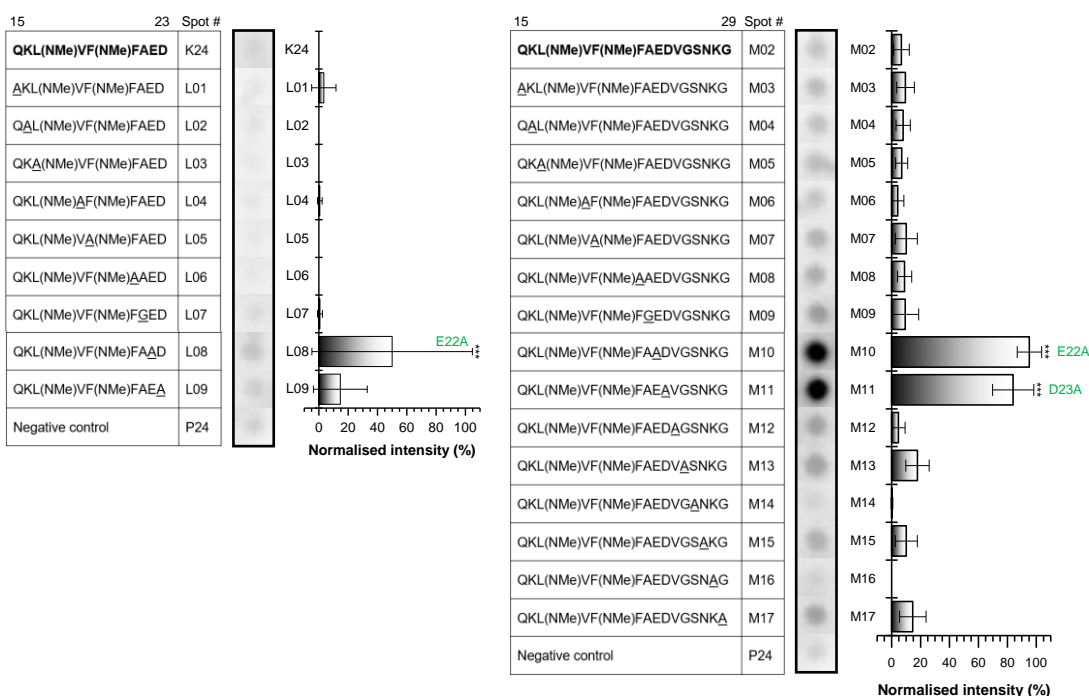 15 23 Spot #
QKL(NMe)VF(NMe)FAED K24
AKL(NMe)VF(NMe)FAED L01
QAL(NMe)VF(NMe)FAED L02
QKA(NMe)VF(NMe)FAED L03
QKL(NMe)AF(NMe)FAED L04
QKL(NMe)VA(NMe)FAED L05
QKL(NMe)VF(NMe)AAED L06
QKL(NMe)VF(NMe)FGED L07
QKL(NMe)VF(NMe)FAAD L08
QKL(NMe)VF(NMe)FAEA L09
Negative control P24
K24
L01
L02
L03
L04
L05
L06
L07
L08 E22A ***
L09
0 20 40 60 80 100
Normalised intensity (%)
15 29 Spot #
QKL(NMe)VF(NMe)FAEDVGSNKG M02
AKL(NMe)VF(NMe)FAEDVGSNKG M03
QAL(NMe)VF(NMe)FAEDVGSNKG M04
QKA(NMe)VF(NMe)FAEDVGSNKG M05
QKL(NMe)AF(NMe)FAEDVGSNKG M06
QKL(NMe)VA(NMe)FAEDVGSNKG M07
QKL(NMe)VF(NMe)AAEDVGSNKG M08
QKL(NMe)VF(NMe)FGEDVGSNKG M09
QKL(NMe)VF(NMe)FAADVGSNKG M10
QKL(NMe)VF(NMe)FAEAVGSNKG M11
QKL(NMe)VF(NMe)FAEDAGSNKG M12
QKL(NMe)VF(NMe)FAEDVASNKG M13
QKL(NMe)VF(NMe)FAEDVGANKG M14
QKL(NMe)VF(NMe)FAEDVGSAKG M15
QKL(NMe)VF(NMe)FAEDVGSNAG M16
QKL(NMe)VF(NMe)FAEDVGSNKA M17
Negative control P24
M02
M03
M04
M05
M06
M07
M08
M09
M10 *** E22A
M11 *** D23A
M12
M13
M14
M15
M16
M17
0 20 40 60 80 100
Normalised intensity (%)